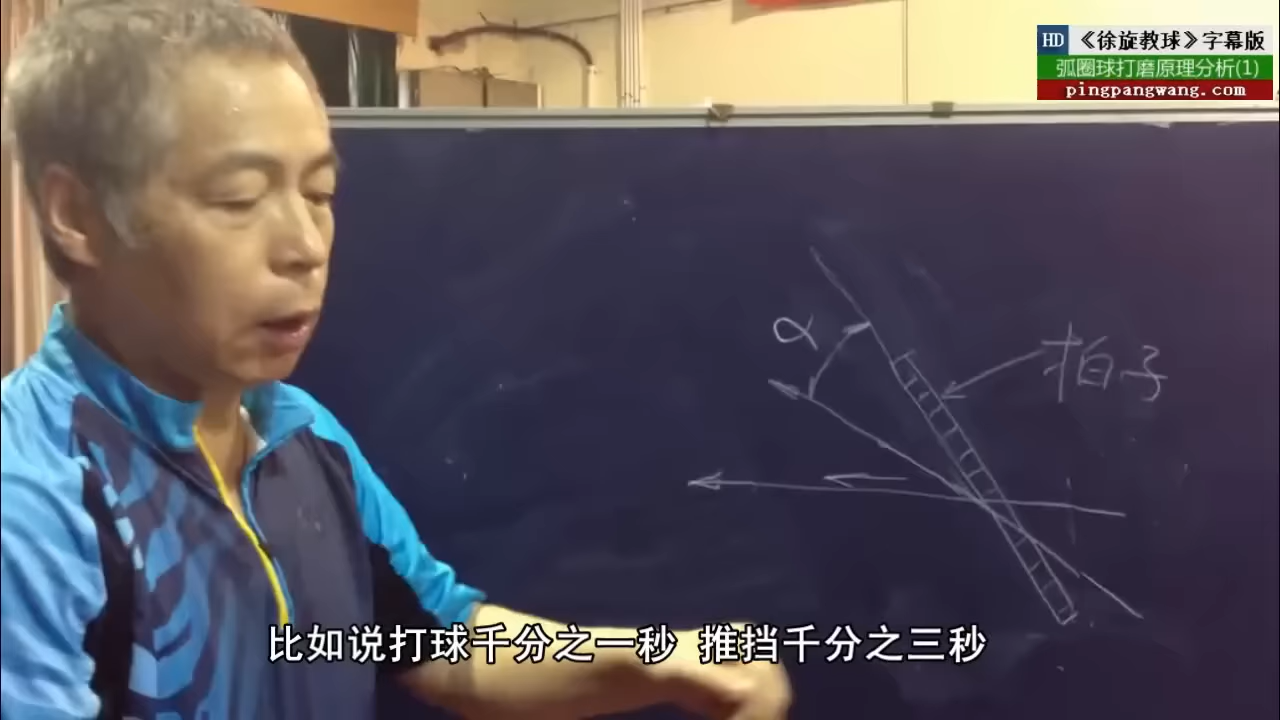 HD 《徐旋教球》字幕版
弧圈球打磨原理分析(1)
pingpangwang.com
α
拍子
比如说打球千分之一秒 推挡千分之三秒